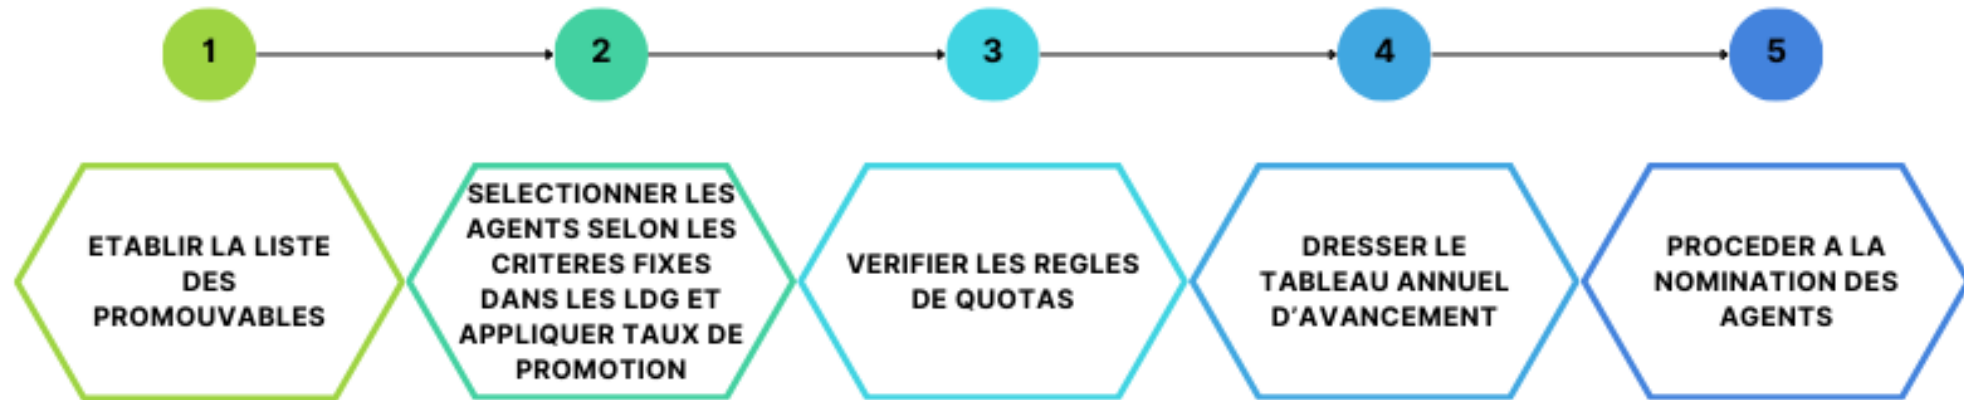 1
2
3
4
5
ETABLIR LA LISTE
DES
PROMOUVABLES
SELECTIONNER LES
AGENTS SELON LES
CRITERES FIXES
DANS LES LDG ET
APPLIQUER TAUX DE
PROMOTION
VERIFIER LES REGLES
DE QUOTAS
DRESSER LE
TABLEAU ANNUEL
D'AVANCEMENT
PROCEDER A LA
NOMINATION DES
AGENTS